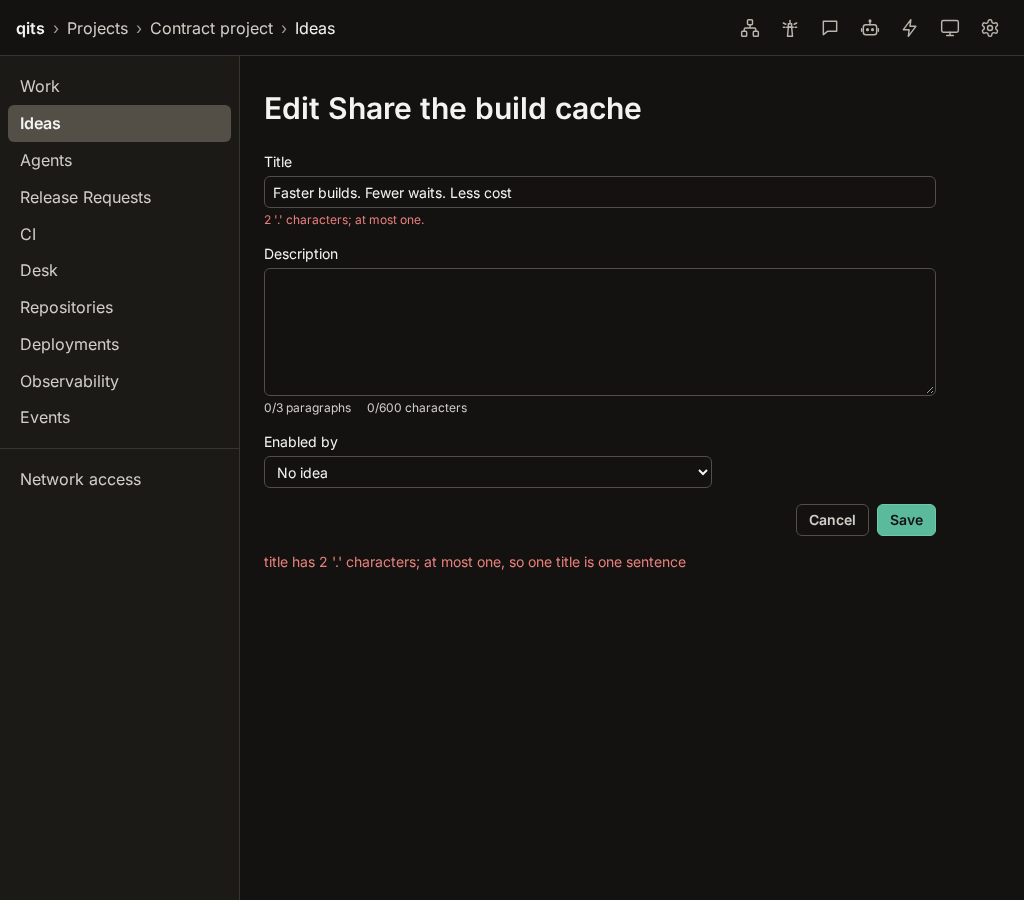 qits › Projects › Contract project › Ideas
Work
Ideas
Agents
Release Requests
CI
Desk
Repositories
Deployments
Observability
Events
Network access
Edit Share the build cache
Title
Faster builds. Fewer waits. Less cost
2 '.' characters; at most one.
Description
0/3 paragraphs 0/600 characters
Enabled by
No idea
Cancel Save
title has 2 '.' characters; at most one, so one title is one sentence